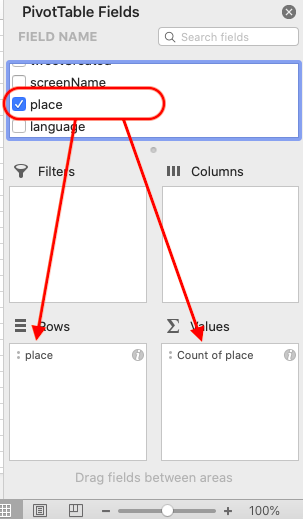 PivotTable Fields
FIELD NAME
Search fields
screenName
place
language
Filters
Columns
Rows
Values
place
Count of place
Drag fields between areas
100%